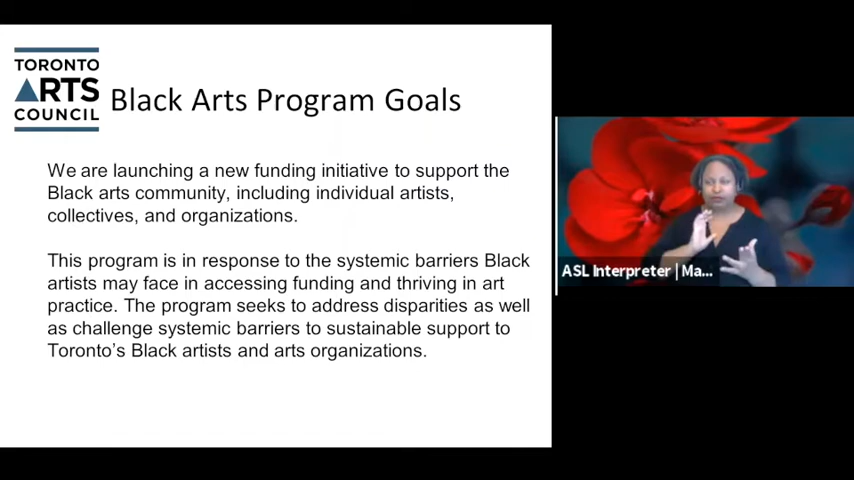 TORONTO
ARTS
COUNCIL
Black Arts Program Goals
We are launching a new funding initiative to support the
Black arts community, including individual artists,
collectives, and organizations.
This program is in response to the systemic barriers Black
artists may face in accessing funding and thriving in art
practice. The program seeks to address disparities as well
as challenge systemic barriers to sustainable support to
Toronto’s Black artists and arts organizations.
ASL Interpreter | Ma...